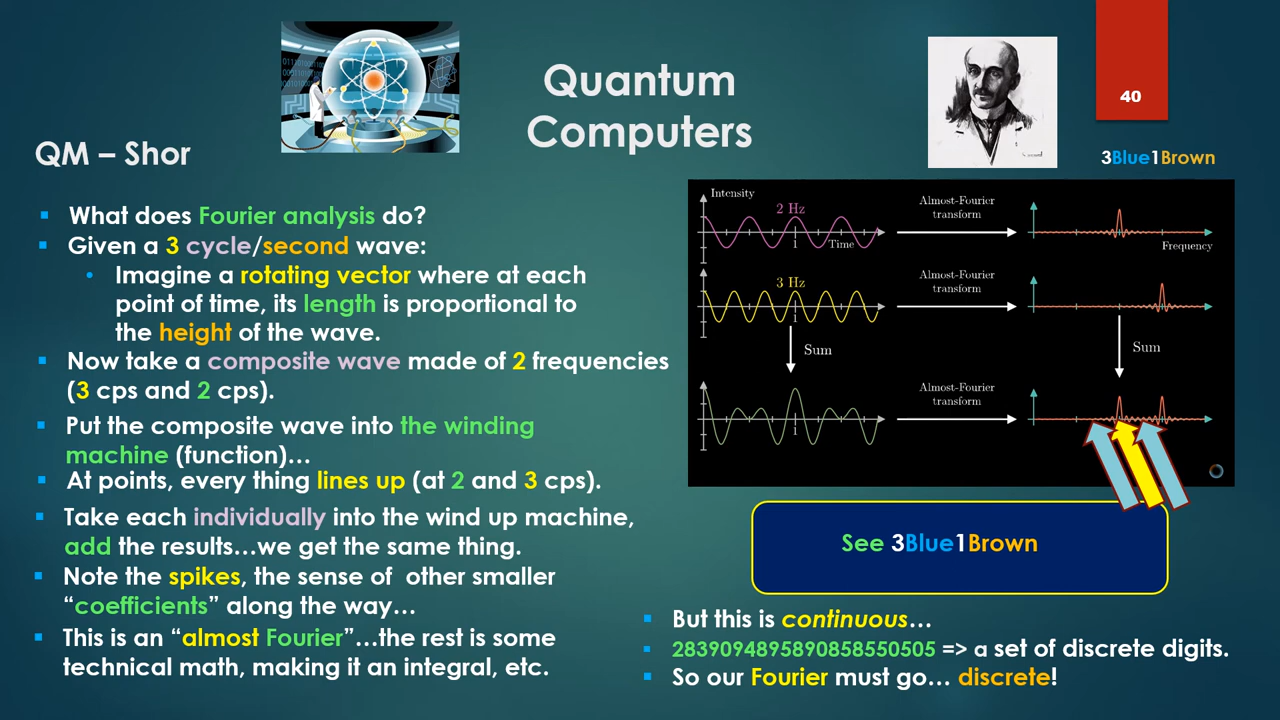 Quantum
Computers
40
QM – Shor
3Blue1Brown
▪ What does Fourier analysis do?
▪ Given a 3 cycle/second wave:
• Imagine a rotating vector where at each
point of time, its length is proportional to
the height of the wave.
▪ Now take a composite wave made of 2 frequencies
(3 cps and 2 cps).
▪ Put the composite wave into the winding
machine (function)…
▪ At points, every thing lines up (at 2 and 3 cps).
▪ Take each individually into the wind up machine,
add the results…we get the same thing.
▪ Note the spikes, the sense of other smaller
“coefficients” along the way…
▪ This is an “almost Fourier”…the rest is some
technical math, making it an integral, etc.
Intensity
2 Hz
Time
1
Almost-Fourier
transform
Frequency
3 Hz
1
Almost-Fourier
transform
Sum
Sum
1
Almost-Fourier
transform
See 3Blue1Brown
▪ But this is continuous…
▪ 2839094895890858550505 => a set of discrete digits.
▪ So our Fourier must go… discrete!